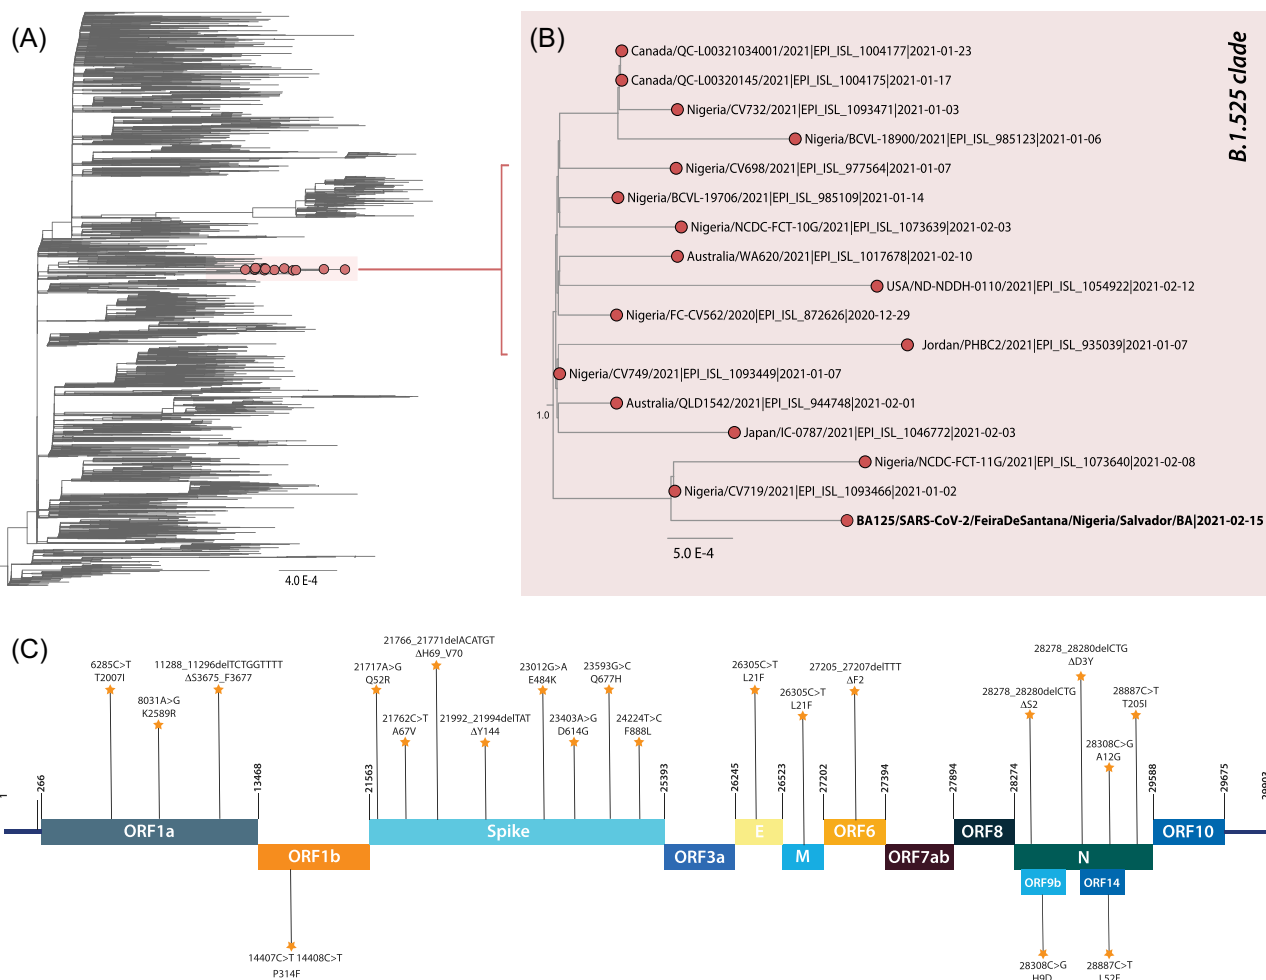 (A)
4.0 E-4
(B)
B.1.525 clade
Canada/QC-L00321034001/2021|EPI_ISL_1004177|2021-01-23
Canada/QC-L00320145/2021|EPI_ISL_1004175|2021-01-17
Nigeria/CV732/2021|EPI_ISL_1093471|2021-01-03
Nigeria/BCVL-18900/2021|EPI_ISL_985123|2021-01-06
Nigeria/CV698/2021|EPI_ISL_977564|2021-01-07
Nigeria/BCVL-19706/2021|EPI_ISL_985109|2021-01-14
Nigeria/NCDC-FCT-10G/2021|EPI_ISL_1073639|2021-02-03
Australia/WA620/2021|EPI_ISL_1017678|2021-02-10
USA/ND-NDDH-0110/2021|EPI_ISL_1054922|2021-02-12
Nigeria/FC-CV562/2020|EPI_ISL_872626|2020-12-29
Jordan/PHBC2/2021|EPI_ISL_935039|2021-01-07
Nigeria/CV749/2021|EPI_ISL_1093449|2021-01-07
Australia/QLD1542/2021|EPI_ISL_944748|2021-02-01
1.0
Japan/IC-0787/2021|EPI_ISL_1046772|2021-02-03
Nigeria/NCDC-FCT-11G/2021|EPI_ISL_1073640|2021-02-08
Nigeria/CV719/2021|EPI_ISL_1093466|2021-01-02
BA125/SARS-CoV-2/FeiraDeSantana/Nigeria/Salvador/BA|2021-02-15
5.0 E-4
(C)
6285C>T
T2007I
8031A>G
K2589R
11288_11296delTCTGGTTTT
ΔS3675_F3677
21717A>G
Q52R
21762C>T
A67V
21766_21771delACATGT
ΔH69_V70
21992_21994delTAT
ΔY144
23012G>A
E484K
23403A>G
D614G
23593G>C
Q677H
24224T>C
F888L
26305C>T
L21F
26305C>T
L21F
27205_27207delTTT
ΔF2
28278_28280delCTG
ΔS2
28278_28280delCTG
ΔD3Y
28308C>G
A12G
28887C>T
T205I
266
13468
21563
25393
26245
26523
27202
27394
27894
28274
29588
29675
ORF1a
ORF1b
Spike
ORF3a
E
M
ORF6
ORF7ab
ORF8
N
ORF9b
ORF14
ORF10
14407C>T 14408C>T
P314F
28308C>G
H9D
28887C>T
L52F